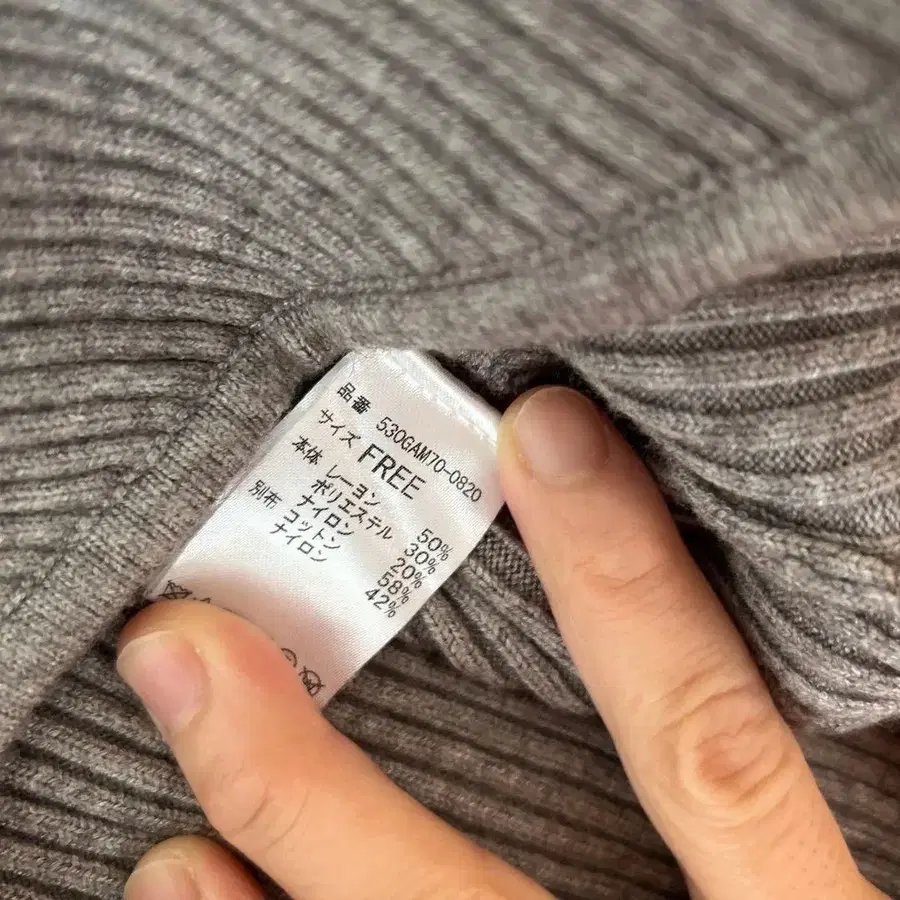 品番 530GAM70-0820
サイズ FREE
本体 レーヨン 50%
ポリエステル 30%
ナイロン 20%
別布 コットン 58%
ナイロン 42%